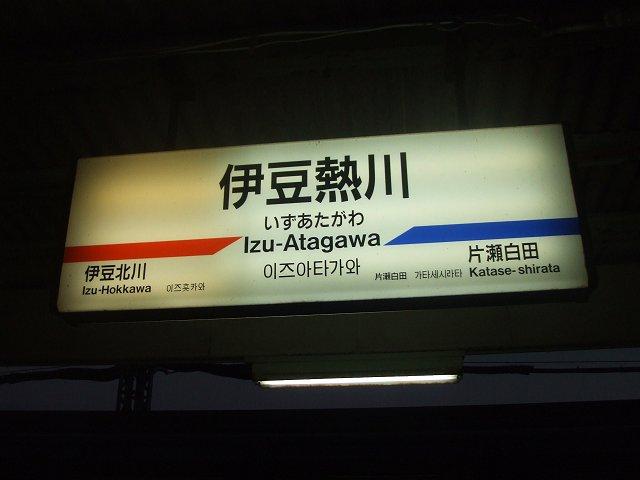 伊豆熱川
いずあたがわ
Izu-Atagawa
이즈아타가와
伊豆北川
Izu-Hokkawa 이즈홋카와
片瀬白田
片瀬白田 가타세시라타 Katase-shirata